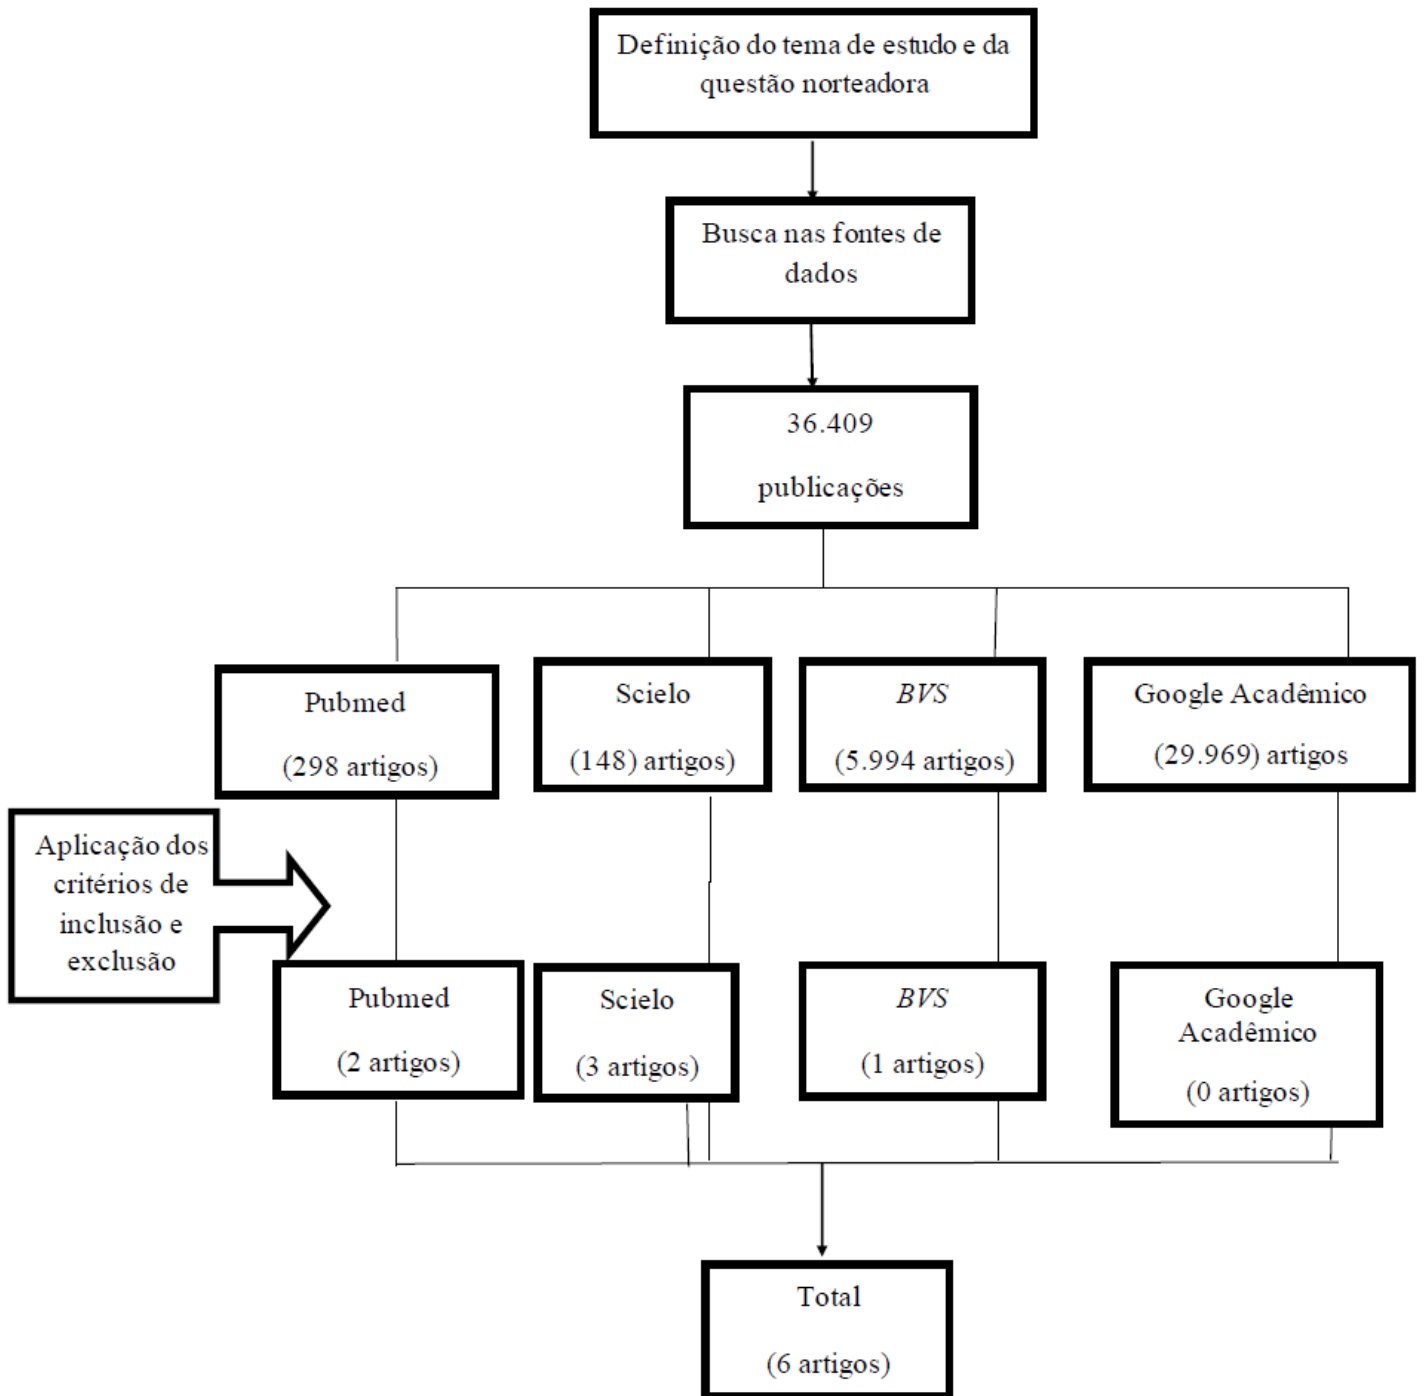 Definição do tema de estudo e da
questão norteadora
Busca nas fontes de
dados
36.409
publicações
Pubmed
(298 artigos)
Scielo
(148) artigos)
BVS
(5.994 artigos)
Google Acadêmico
(29.969) artigos
Aplicação dos
critérios de
inclusão e
exclusão
Pubmed
(2 artigos)
Scielo
(3 artigos)
BVS
(1 artigos)
Google
Acadêmico
(0 artigos)
Total
(6 artigos)